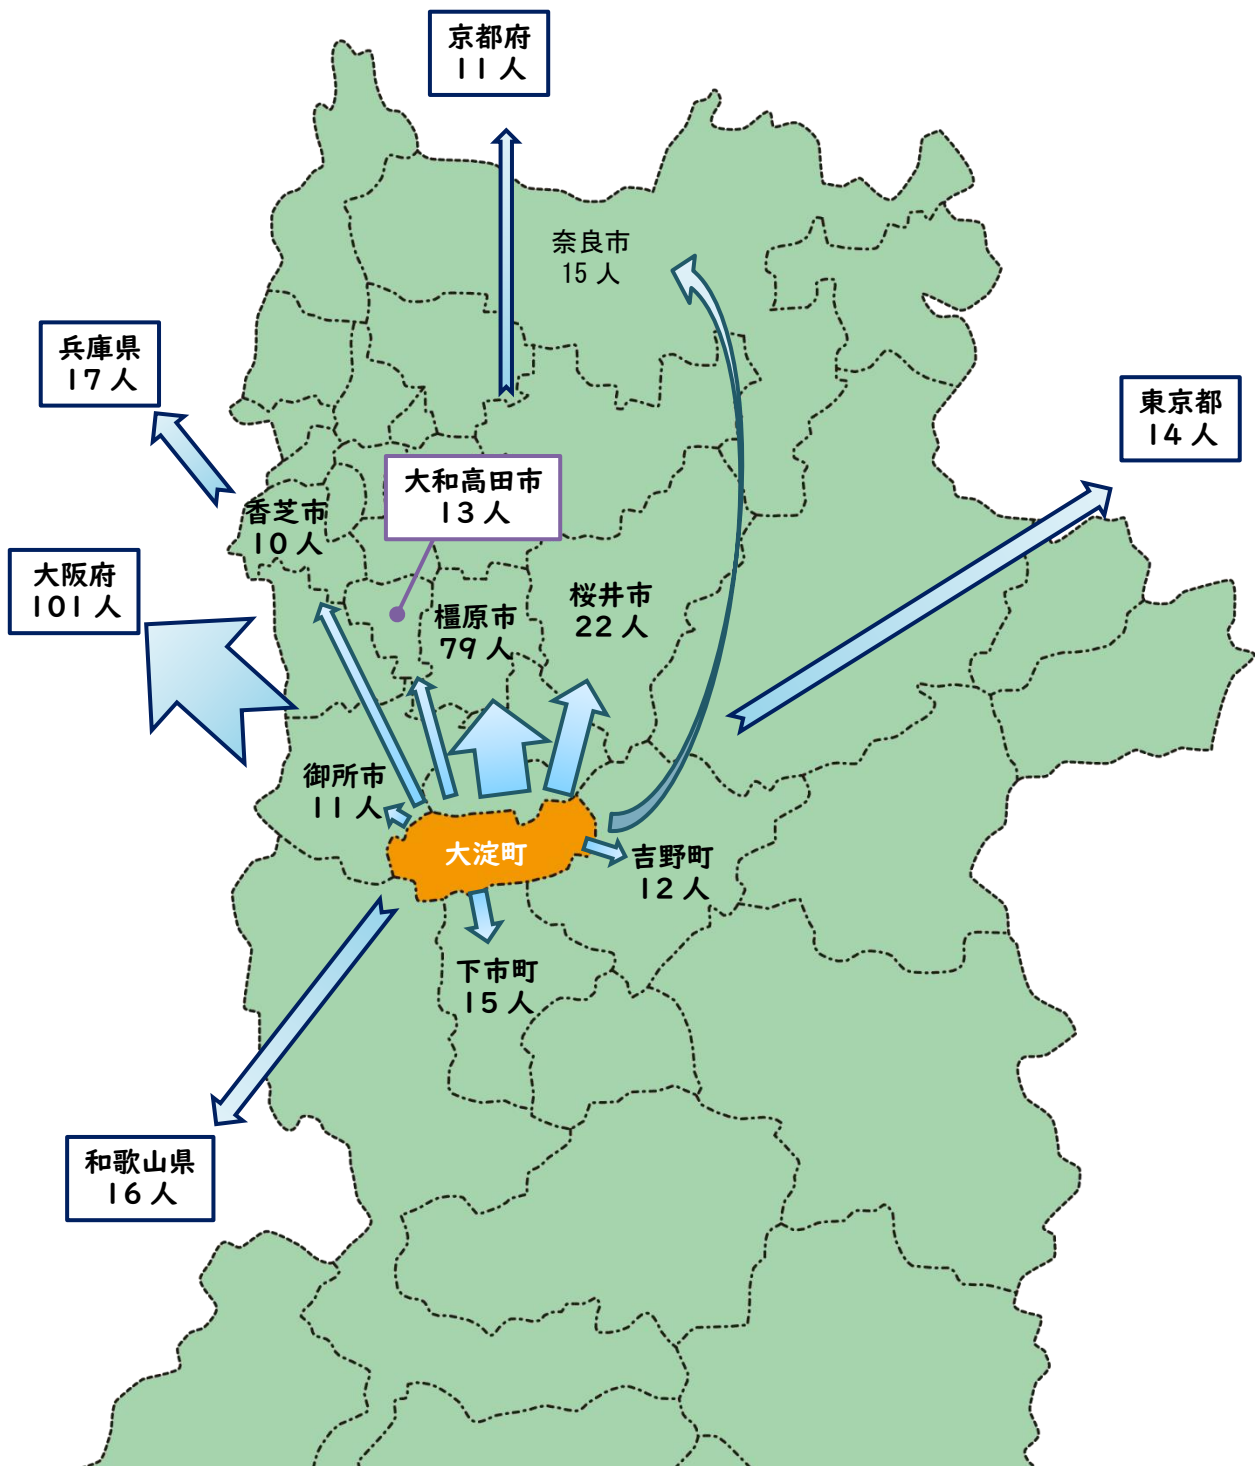 京都府
11人
奈良市
15人
兵庫県
17人
東京都
14人
大和高田市
13人
香芝市
10人
大阪府
101人
桜井市
22人
橿原市
79人
御所市
11人
大淀町
吉野町
12人
下市町
15人
和歌山県
16人